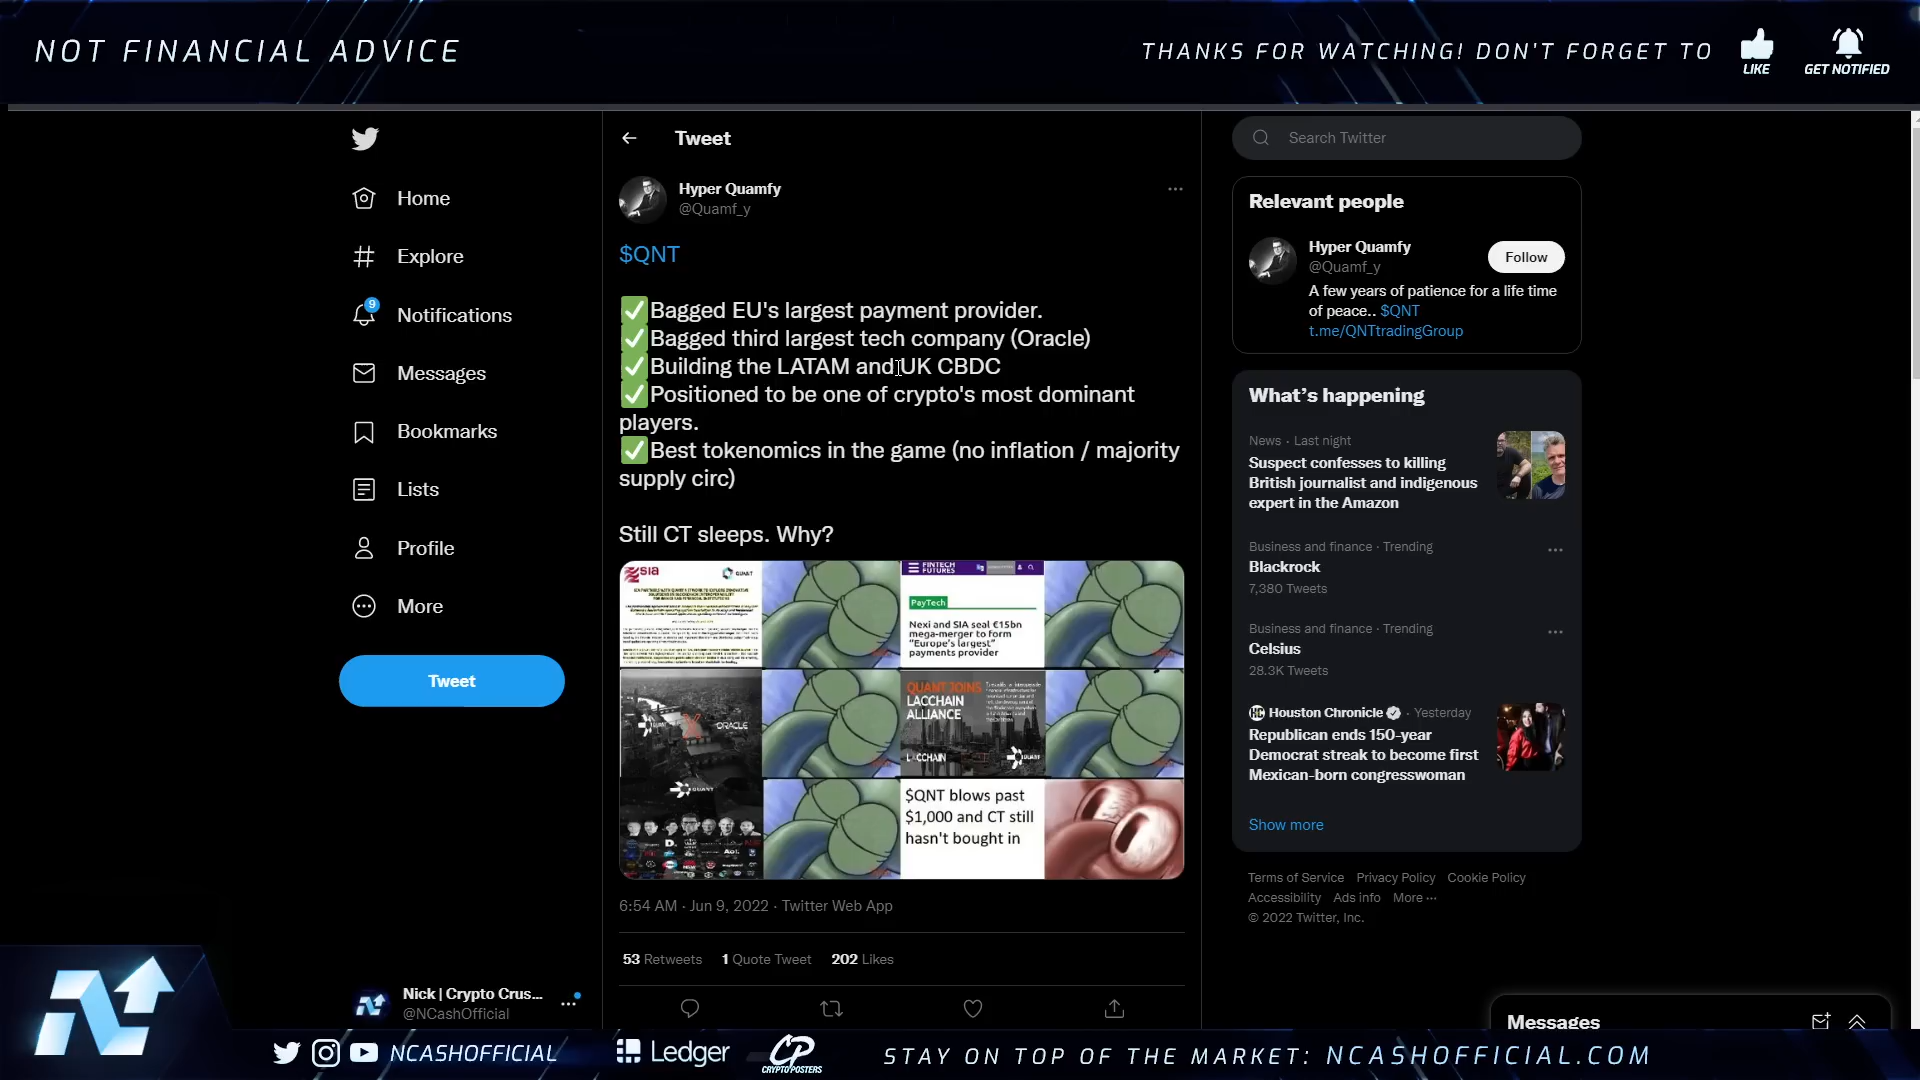 NOT FINANCIAL ADVICE
THANKS FOR WATCHING! DON'T FORGET TO
LIKE
GET NOTIFIED
Home
Explore
9
Notifications
Messages
Bookmarks
Lists
Profile
More
Tweet
Nick | Crypto Crus...
@NCashOfficial
Tweet
Hyper Quamfy
@Quamf_y
$QNT
✅Bagged EU's largest payment provider.
✅Bagged third largest tech company (Oracle)
✅Building the LATAM and UK CBDC
✅Positioned to be one of crypto's most dominant
players.
✅Best tokenomics in the game (no inflation / majority
supply circ)
Still CT sleeps. Why?
sia
QUANT
FINTECH
FUTURES
PayTech
Nexi and SIA seal €15bn
mega-merger to form
"Europe's largest"
payments provider
QUANT
ORACLE
QUANT JOINS
LACCHAIN
ALLIANCE
LACCHAIN
QUANT
QUANT
$QNT blows past
$1,000 and CT still
hasn't bought in
6:54 AM · Jun 9, 2022 · Twitter Web App
53 Retweets 1 Quote Tweet 202 Likes
Search Twitter
Relevant people
Hyper Quamfy
@Quamf_y
Follow
A few years of patience for a life time
of peace.. $QNT
t.me/QNTtradingGroup
What's happening
News · Last night
Suspect confesses to killing
British journalist and indigenous
expert in the Amazon
Business and finance · Trending
Blackrock
7,380 Tweets
Business and finance · Trending
Celsius
28.3K Tweets
HC Houston Chronicle · Yesterday
Republican ends 150-year
Democrat streak to become first
Mexican-born congresswoman
Show more
Terms of Service Privacy Policy Cookie Policy
Accessibility Ads info More ···
© 2022 Twitter, Inc.
Messages
NCASHOFFICIAL
Ledger
CP
CRYPTOPOSTERS
STAY ON TOP OF THE MARKET: NCASHOFFICIAL.COM